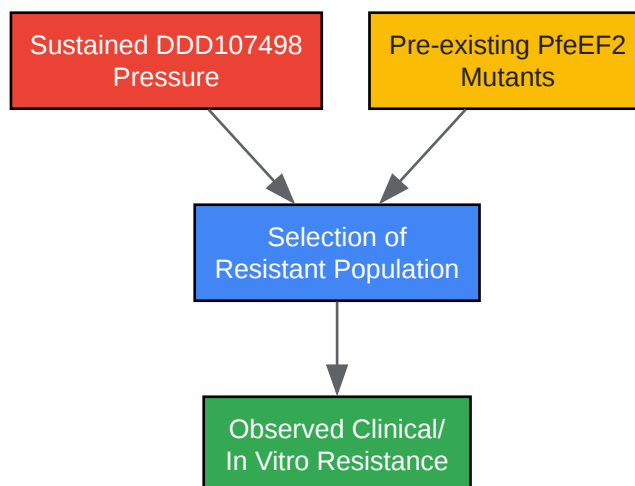 Sustained DDD107498
Pressure
Pre-existing PfeEF2
Mutants
Selection of
Resistant Population
Observed Clinical/
In Vitro Resistance